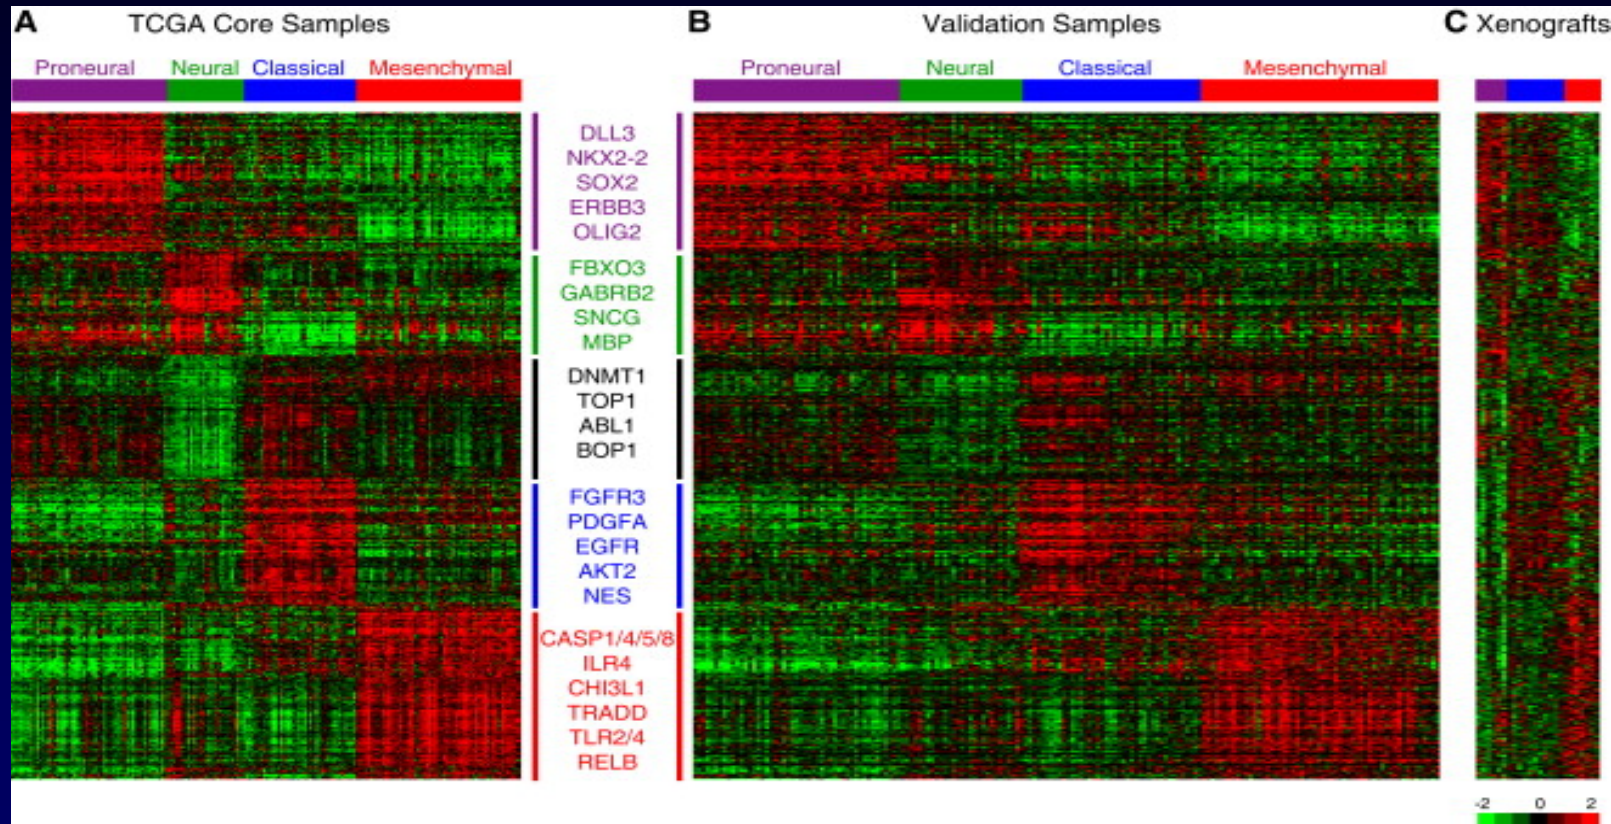 A TCGA Core Samples
Proneural Neural Classical Mesenchymal
DLL3
NKX2-2
SOX2
ERBB3
OLIG2
FBXO3
GABRB2
SNCG
MBP
DNMT1
TOP1
ABL1
BOP1
FGFR3
PDGFA
EGFR
AKT2
NES
CASP1/4/5/8
ILR4
CHI3L1
TRADD
TLR2/4
RELB
B Validation Samples
Proneural Neural Classical Mesenchymal
C Xenografts
-2 0 2